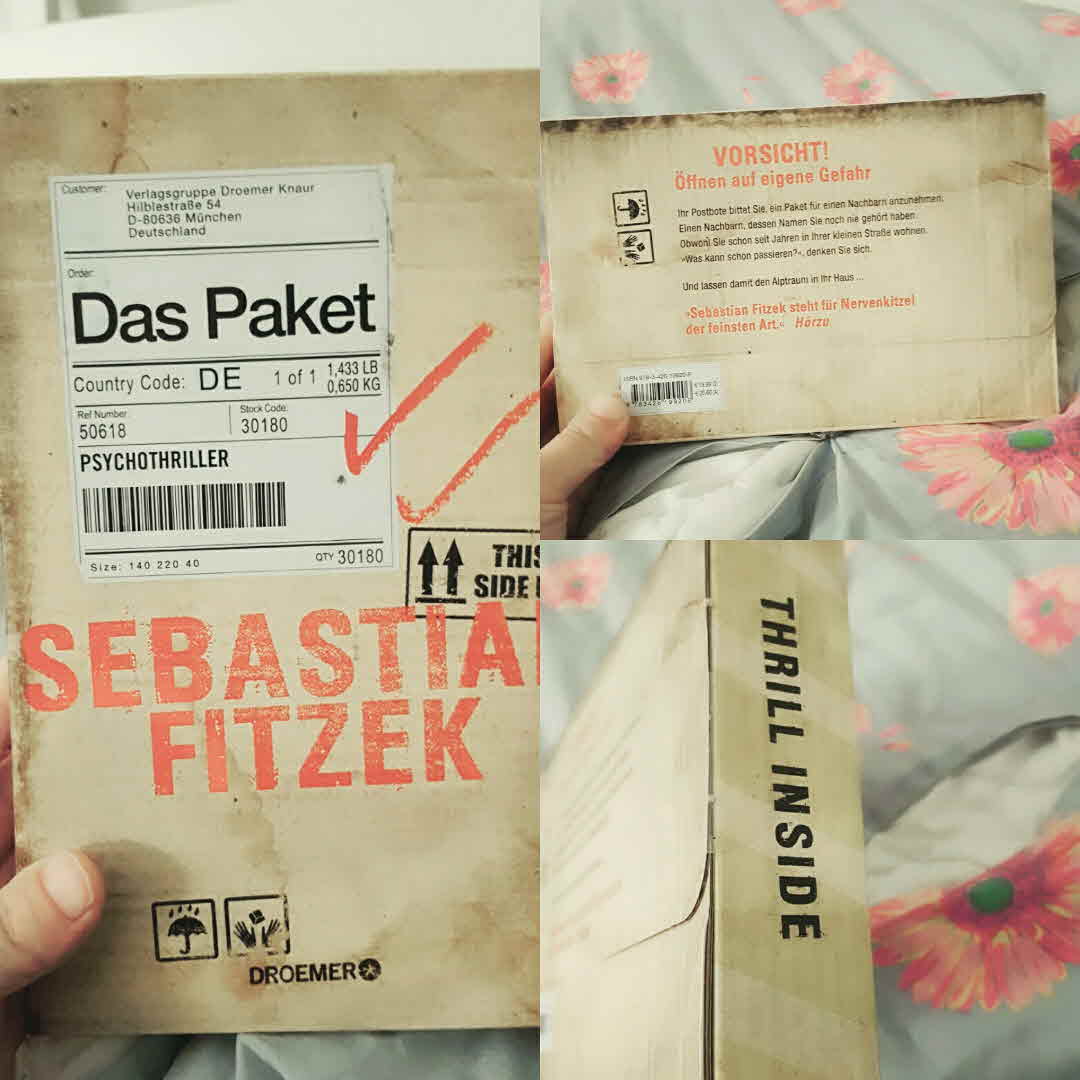 Customer:
Verlagsgruppe Droemer Knaur
Hilblestraße 54
D-80636 München
Deutschland
Order:
Das Paket
Country Code: DE 1 of 1 1,433 LB
0,650 KG
Ref Number: Stock Code:
50618 30180
PSYCHOTHRILLER
Size: 140 220 40
QTY 30180
THIS
SIDE
SEBASTIA
FITZEK
DROEMER
VORSICHT!
Öffnen auf eigene Gefahr
Ihr Postbote bittet Sie, ein Paket für einen Nachbarn anzunehmen.
Einen Nachbarn, dessen Namen Sie noch nie gehört haben.
Obwohl Sie schon seit Jahren in Ihrer kleinen Straße wohnen.
»Was kann schon passieren?«, denken Sie sich.
Und lassen damit den Alptraum in Ihr Haus ...
»Sebastian Fitzek steht für Nervenkitzel
der feinsten Art.« Hörzu
THRILL INSIDE